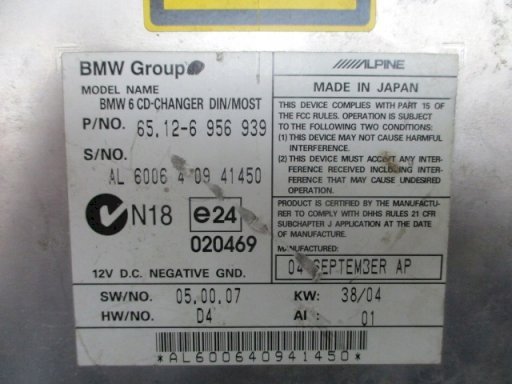 BMW Group
MODEL NAME
BMW 6 CD-CHANGER DIN/MOST
P/NO. 65.12-6 956 939
S/NO.
AL 6006 4 09 41450
N18 e24
020469
12V D.C. NEGATIVE GND.
ALPINE
MADE IN JAPAN
THIS DEVICE COMPLIES WITH PART 15 OF
THE FCC RULES. OPERATION IS SUBJECT
TO THE FOLLOWING TWO CONDITIONS:
(1) THIS DEVICE MAY NOT CAUSE HARMFUL
INTERFERENCE.
(2) THIS DEVICE MUST ACCEPT ANY INTER-
FERENCE RECEIVED INCLUDING INTER-
FERENCE THAT MAY CAUSE UNDESIRED
OPERATION.
PRODUCT IS CERTIFIED BY THE MANUFACTU-
RER TO COMPLY WITH DHHS RULES 21 CFR
SUBCHAPTER J APPLICATION AT THE DATE
OF MANUFACTURE.
MANUFACTURED:
04 SEPTEMBER AP
SW/NO. 05,00,07 KW: 38/04
HW/NO. D4 AI : 01
*AL600640941450*